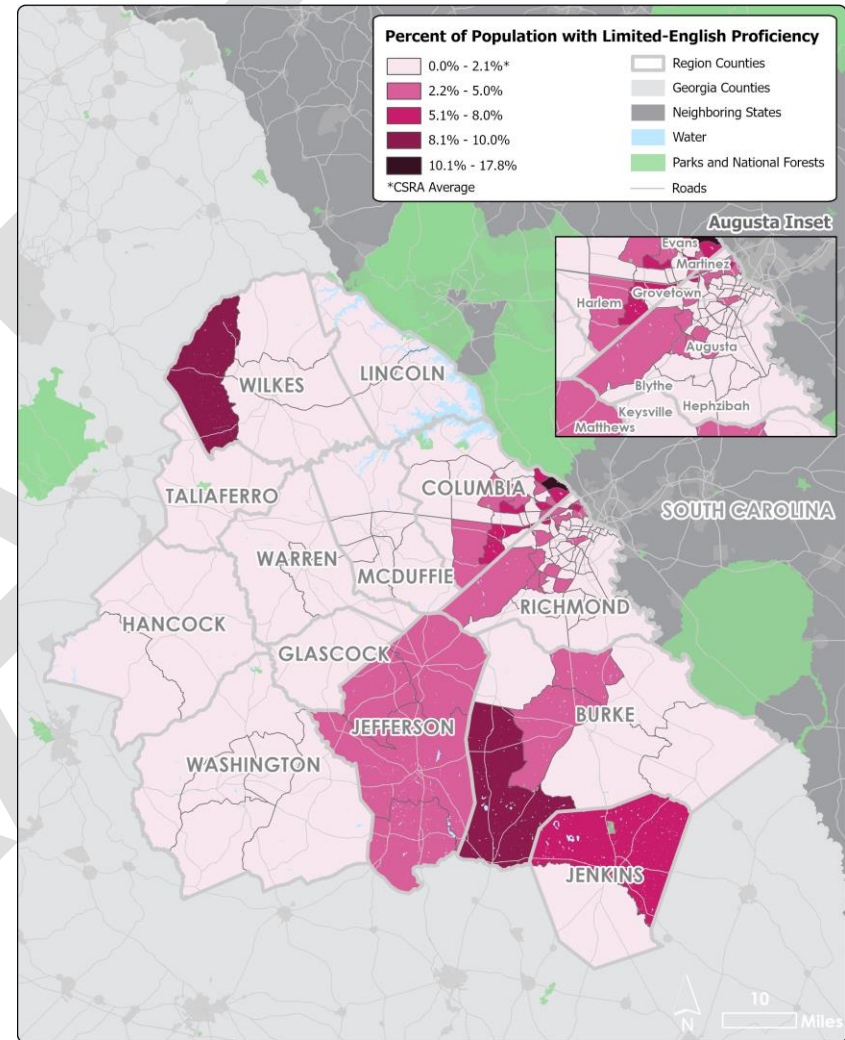 Percent of Population with Limited-English Proficiency
0.0% - 2.1%*
2.2% - 5.0%
5.1% - 8.0%
8.1% - 10.0%
10.1% - 17.8%
*CSRA Average
Region Counties
Georgia Counties
Neighboring States
Water
Parks and National Forests
Roads
Augusta Inset
Evans
Martinez
Grovetown
Harlem
Augusta
Blythe
Keysville
Hephzibah
Matthews
WILKES
LINCOLN
TALIAFERRO
COLUMBIA
SOUTH CAROLINA
WARREN
MCDUFFIE
HANCOCK
RICHMOND
GLASCOCK
JEFFERSON
BURKE
WASHINGTON
JENKINS
N
10
Miles